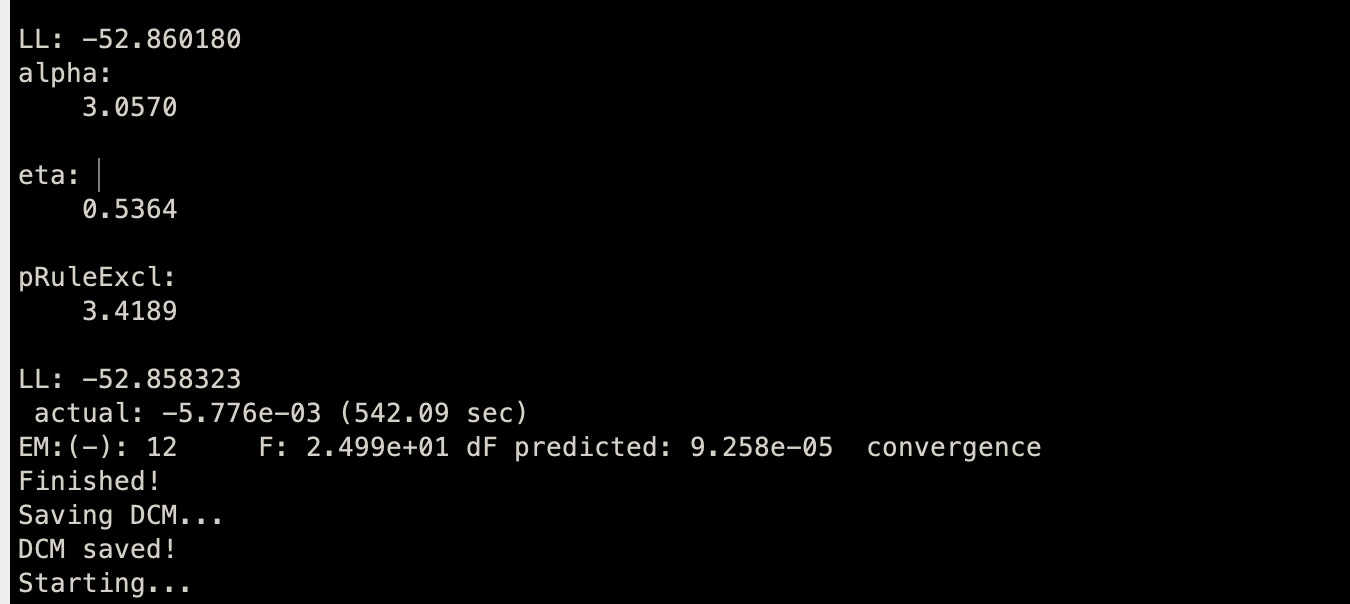 LL: -52.860180
alpha:
    3.0570
eta:
    0.5364
pRuleExcl:
    3.4189
LL: -52.858323
 actual: -5.776e-03 (542.09 sec)
EM:(-): 12     F: 2.499e+01 dF predicted: 9.258e-05  convergence
Finished!
Saving DCM...
DCM saved!
Starting...